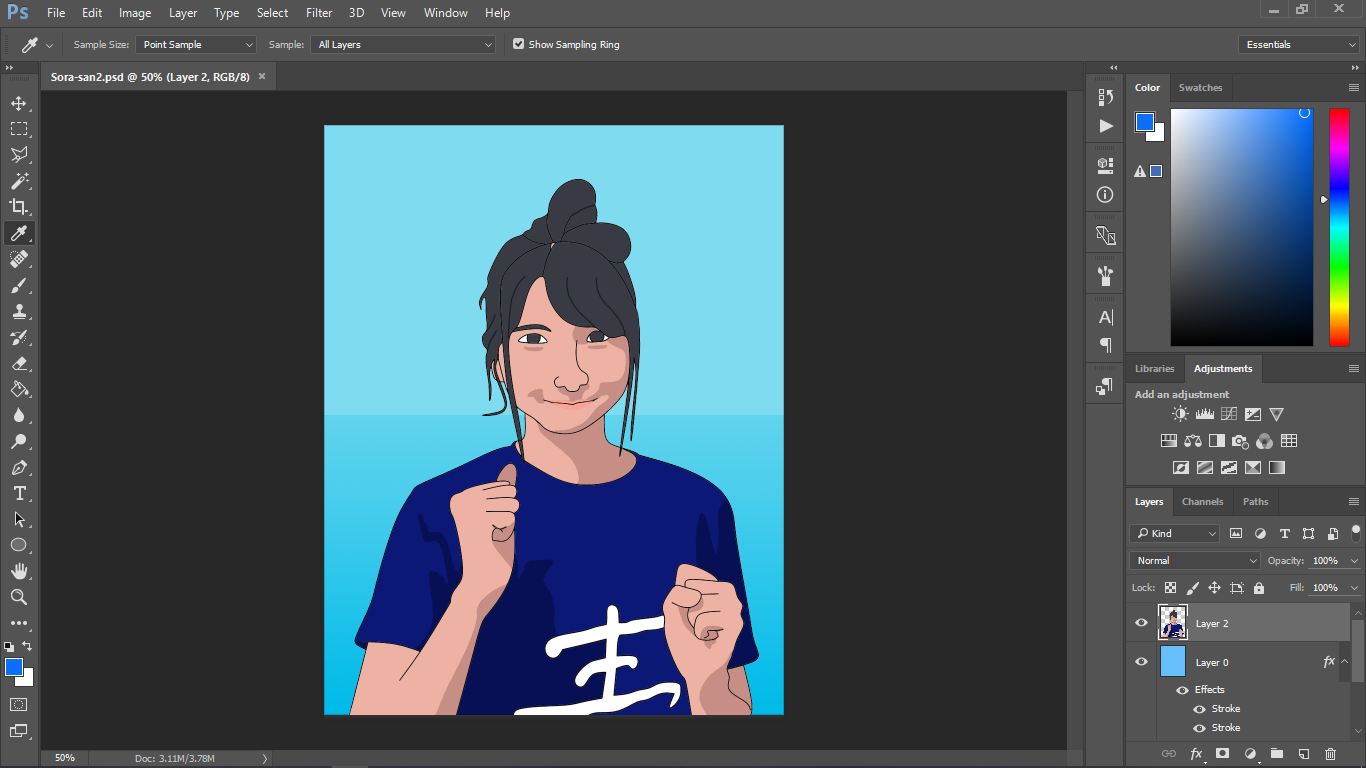 Ps File Edit Image Layer Type Select Filter 3D View Window Help
Sample Size: Point Sample Sample: All Layers Show Sampling Ring Essentials
Sora-san2.psd @ 50% (Layer 2, RGB/8) ×
Color Swatches
Libraries Adjustments
Add an adjustment
Layers Channels Paths
Kind
Normal Opacity: 100%
Lock: Fill: 100%
Layer 2
Layer 0 fx
Effects
Stroke
Stroke
50% Doc: 3.11M/3.78M
fx